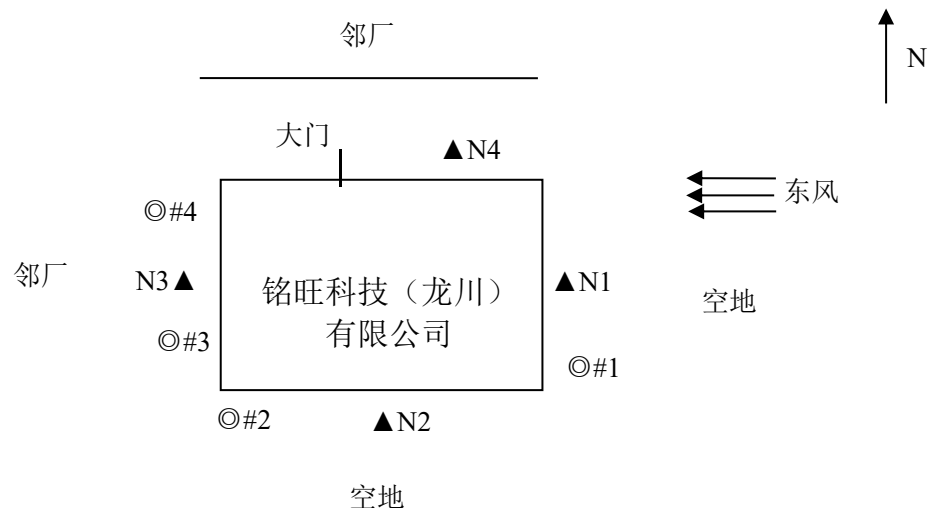 邻厂
N
大门
▲N4
东风
◎#4
邻厂
N3▲
铭旺科技（龙川）
有限公司
▲N1
空地
◎#3
◎#1
◎#2
▲N2
空地